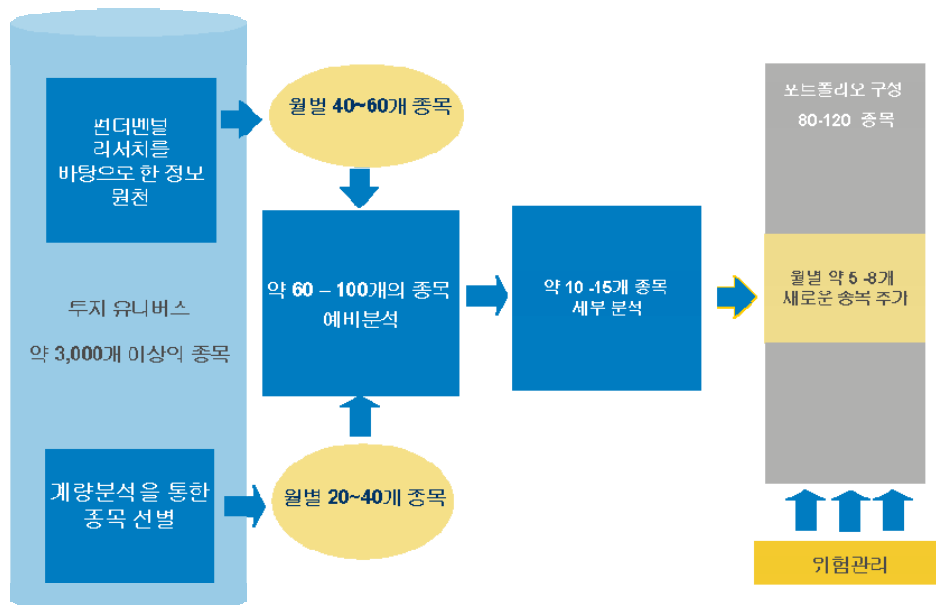 월별 40~60개 종목
펀더멘털
리서치를
바탕으로 한 정보
원천
포트폴리오 구성
80-120 종목
약 60 – 100개의 종목
예비분석
약 10 -15개 종목
세부 분석
월별 약 5 -8개
새로운 종목 추가
투자 유니버스
약 3,000개 이상의 종목
계량분석을 통한
종목 선별
월별 20~40개 종목
위험관리